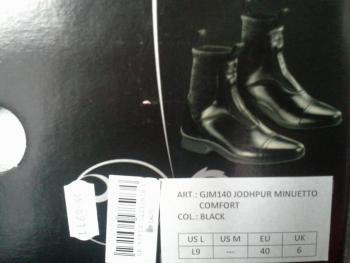 ART.: GJM140 JODHPUR MINUETTO
COMFORT
COL.: BLACK
US L US M EU UK
L9 --- 40 6